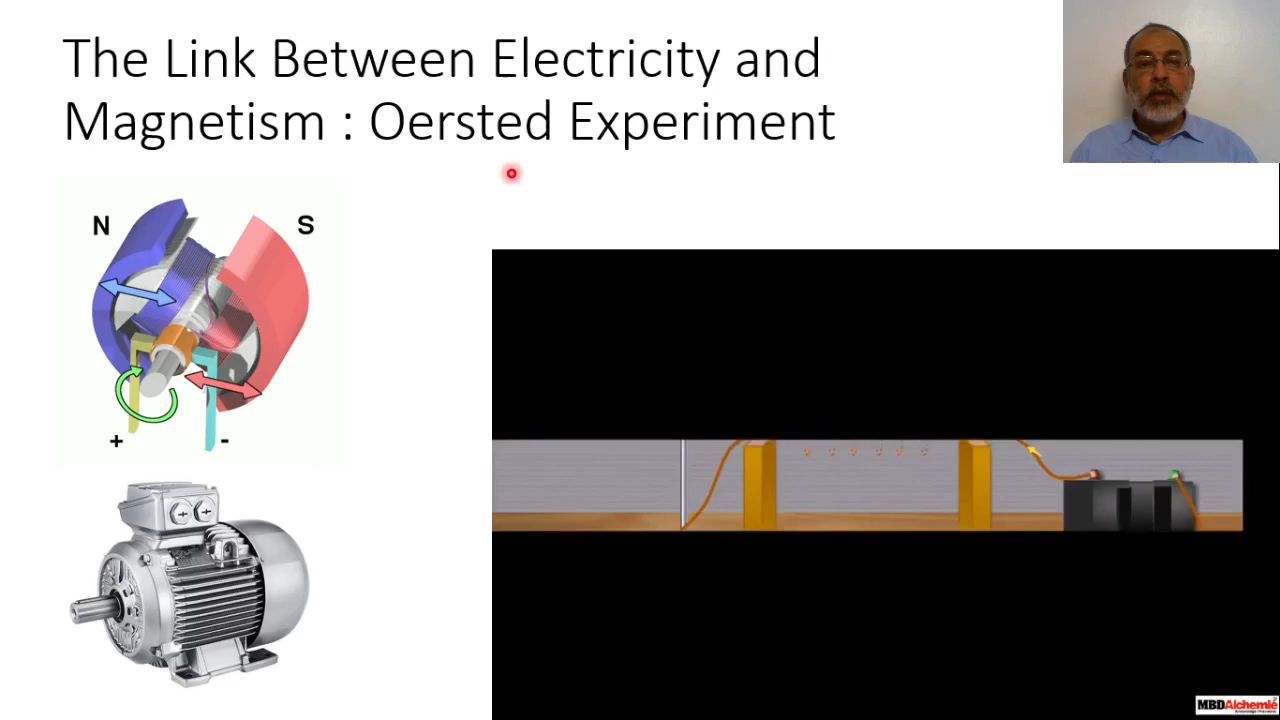 The Link Between Electricity and
Magnetism : Oersted Experiment
N
S
+
-
MBDAlchemie